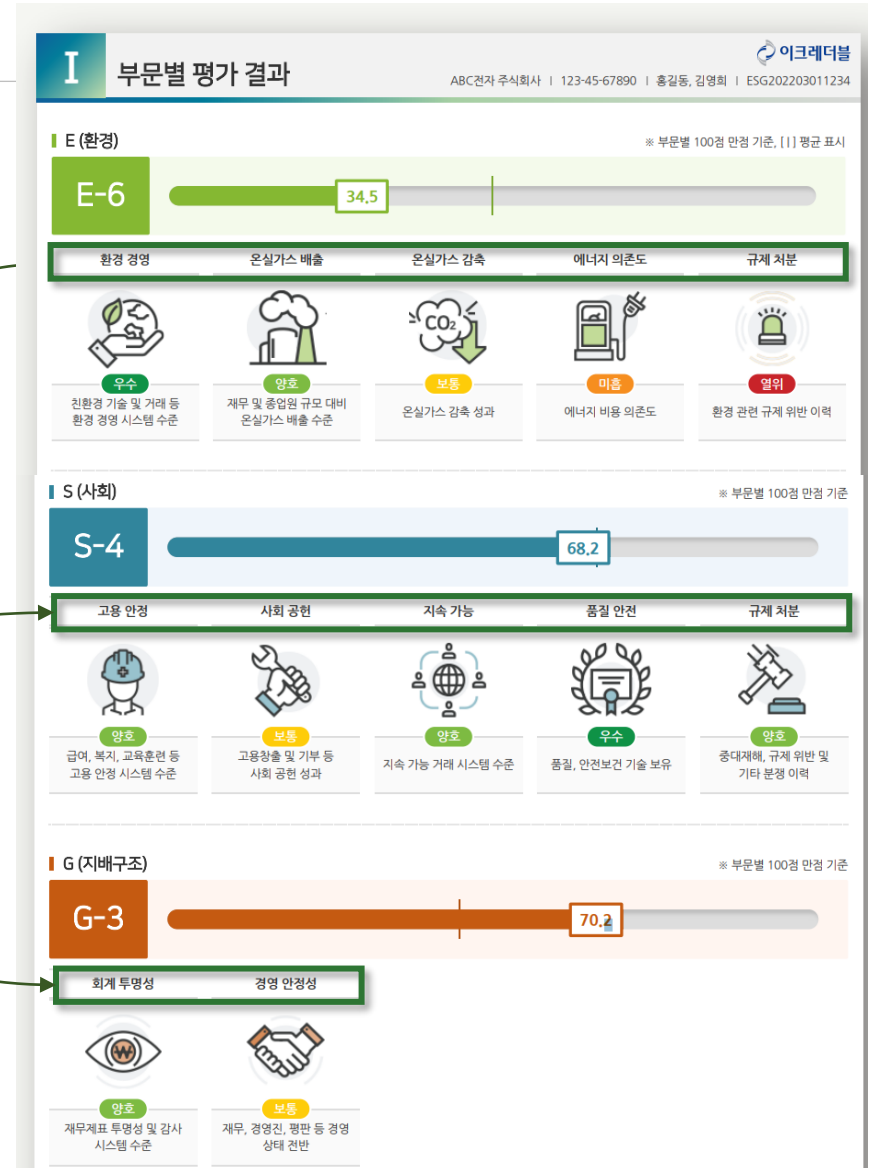 I 부문별 평가 결과
이크레더블
ABC전자 주식회사 | 123-45-67890 | 홍길동, 김영희 | ESG202203011234
E (환경)
※ 부문별 100점 만점 기준, [ | ] 평균 표시
E-6
34.5
환경 경영 온실가스 배출 온실가스 감축 에너지 의존도 규제 처분
CO2
우수 양호 보통 미흡 열위
친환경 기술 및 거래 등
환경 경영 시스템 수준
재무 및 종업원 규모 대비
온실가스 배출 수준
온실가스 감축 성과
에너지 비용 의존도
환경 관련 규제 위반 이력
S (사회)
※ 부문별 100점 만점 기준
S-4
68.2
고용 안정 사회 공헌 지속 가능 품질 안전 규제 처분
양호 보통 양호 우수 양호
급여, 복지, 교육훈련 등
고용 안정 시스템 수준
고용창출 및 기부 등
사회 공헌 성과
지속 가능 거래 시스템 수준
품질, 안전보건 기술 보유
중대재해, 규제 위반 및
기타 분쟁 이력
G (지배구조)
※ 부문별 100점 만점 기준
G-3
70.2
회계 투명성 경영 안정성
₩
양호 보통
재무제표 투명성 및 감사
시스템 수준
재무, 경영진, 평판 등 경영
상태 전반